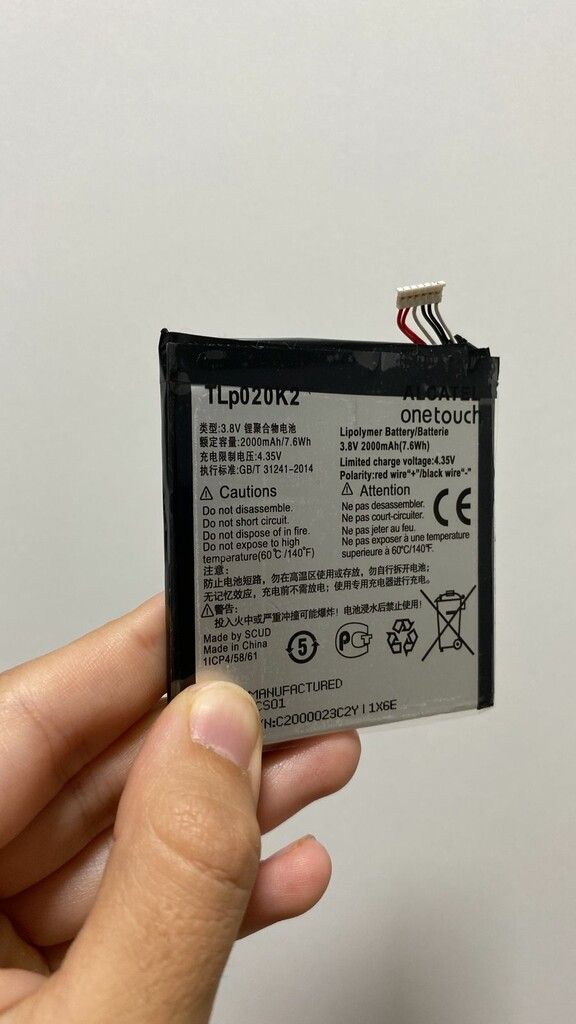 TLp020K2
ALCATEL
onetouch
类型:3.8V 锂聚合物电池
额定容量:2000mAh/7.6Wh
充电限制电压:4.35V
执行标准:GB/T 31241-2014
Lipolymer Battery/Batterie
3.8V 2000mAh(7.6Wh)
Limited charge voltage:4.35V
Polarity:red wire“+”/black wire“-”
Cautions
Do not disassemble.
Do not short circuit.
Do not dispose of in fire.
Do not expose to high
temperature(60℃/140℉)
Attention
Ne pas desassembler.
Ne pas court-circuiter.
Ne pas jeter au feu.
Ne pas exposer à une temperature
superieure à 60℃/140℉.
CE
注意:
防止电池短路，勿在高温区使用或存放，勿自行拆开电池;
无记忆效应，充电前不需放电；使用专用充电器进行充电。
警告:
投入火中或严重冲撞可能爆炸！电池浸水后禁止使用!
Made by SCUD
Made in China
1ICP4/58/61
5
Li
MANUFACTURED
CS01
/N:C2000023C2Y11X6E